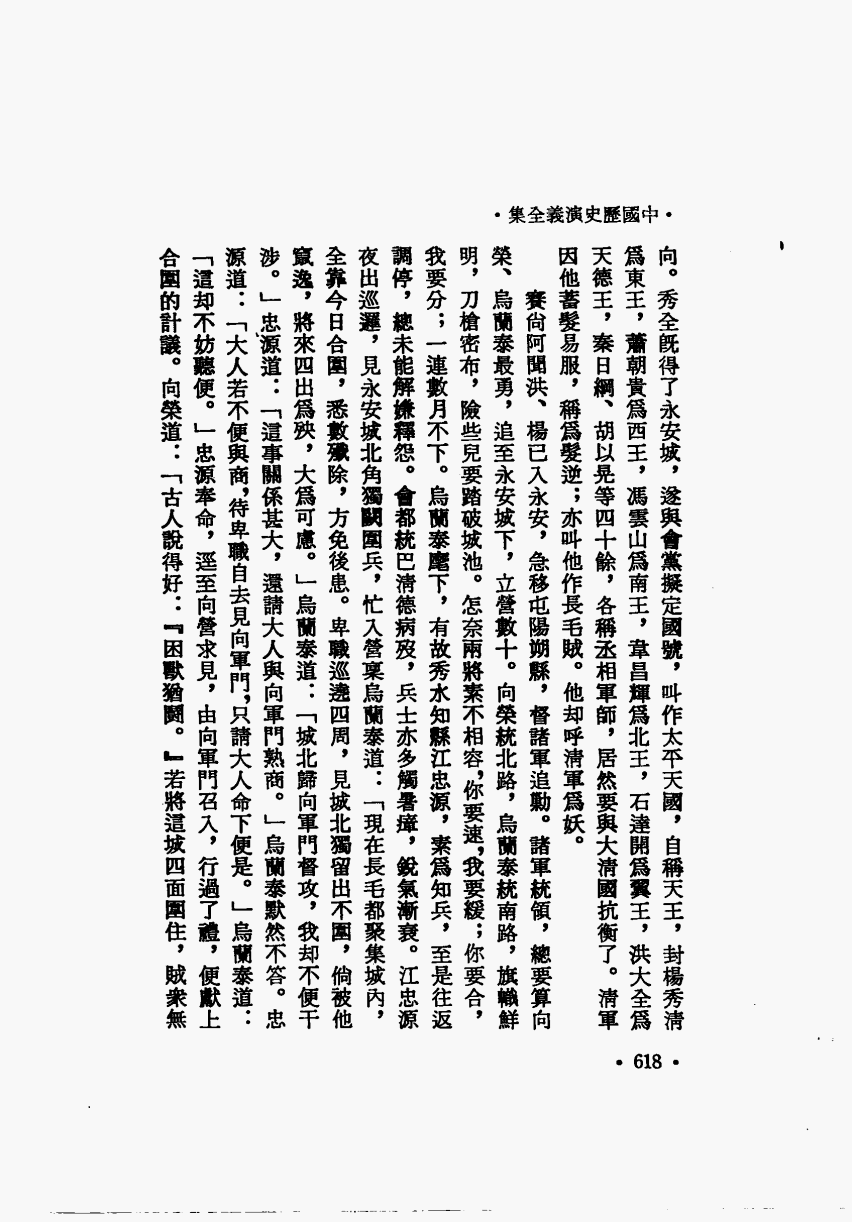 •中國歷史演義全集•
向。秀全既得了永安城，遂與會黨擬定國號，叫作太平天國，自稱天王，封楊秀清
爲東王，蕭朝貴爲西王，馮雲山爲南王，韋昌輝爲北王，石達開爲翼王，洪大全爲
天德王，秦日綱、胡以晃等四十餘，各稱丞相軍師，居然要與大清國抗衡了。清軍
因他蓄髮易服，稱爲髮逆；亦叫他作長毛賊。他却呼清軍爲妖。
賽尙阿聞洪、楊已入永安，急移屯陽朔縣，督諸軍追勦。諸軍統領，總要算向
榮、烏蘭泰最勇，追至永安城下，立營數十。向榮統北路，烏蘭泰統南路，旗幟鮮
明，刀槍密布，險些兒要踏破城池。怎奈兩將素不相容，你要速，我要緩；你要合，
我要分；一連數月不下。烏蘭泰麾下，有故秀水知縣江忠源，素爲知兵，至是往返
調停，總未能解嫌釋怨。會都統巴清德病歿，兵士亦多觸暑瘴，銳氣漸衰。江忠源
夜出巡邏，見永安城北角獨闕圍兵，忙入營稟烏蘭泰道：「現在長毛都聚集城內，
全靠今日合圍，悉數殲除，方免後患。卑職巡遶四周，見城北獨留出不圍，倘被他
竄逸，將來四出爲殃，大爲可慮。」烏蘭泰道：「城北歸向軍門督攻，我却不便干
涉。」忠源道：「這事關係甚大，還請大人與向軍門熟商。」烏蘭泰默然不答。忠
源道：「大人若不便與商，待卑職自去見向軍門，只請大人命下便是。」烏蘭泰道：
「這却不妨聽便。」忠源奉命，逕至向營求見，由向軍門召入，行過了禮，便獻上
合圍的計議。向榮道：「古人說得好：『困獸猶鬪。』若將這城四面圍住，賊衆無
•618•